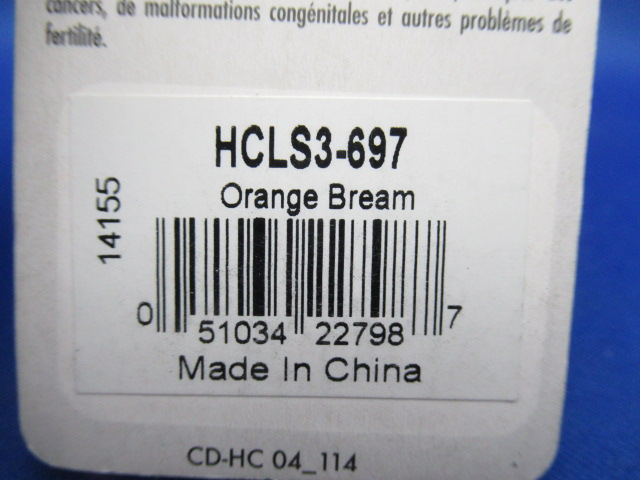 cancers, de malformations congénitales et autres problèmes de
fertilité.
HCLS3-697
Orange Bream
14155
0 51034 22798 7
Made In China
CD-HC 04_114